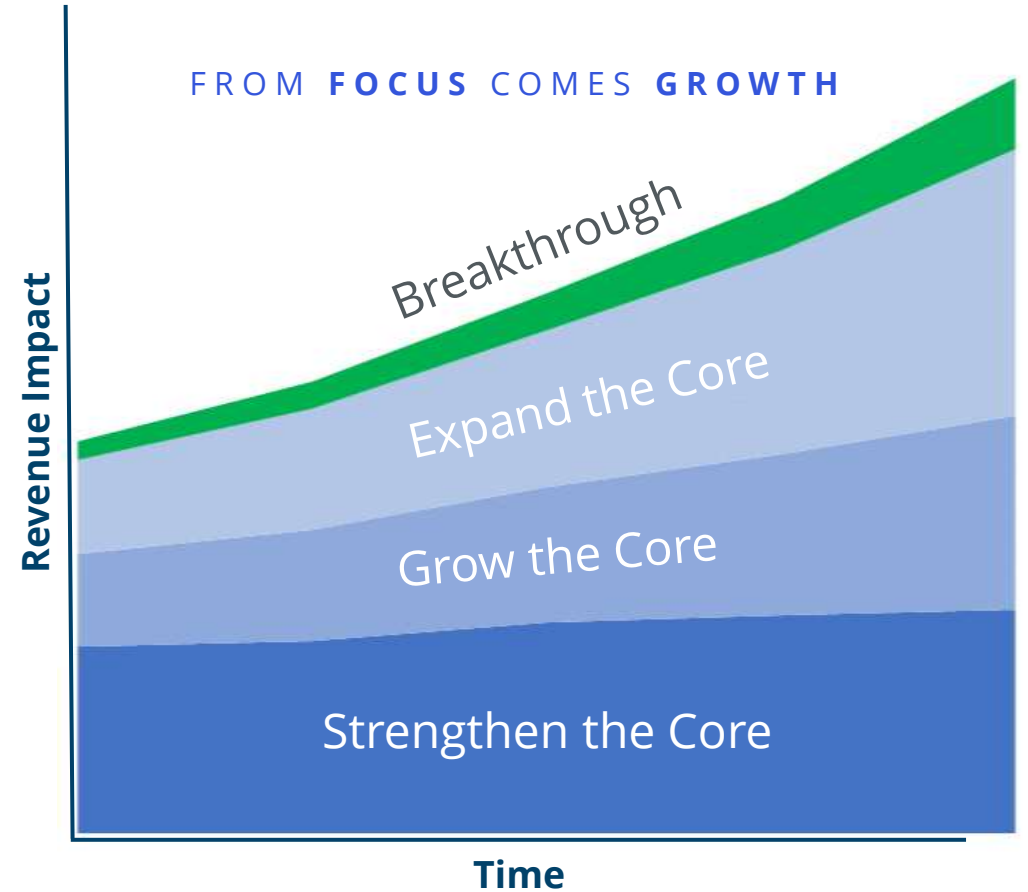 FROM FOCUS COMES GROWTH
Breakthrough
Expand the Core
Grow the Core
Strengthen the Core
Revenue Impact
Time